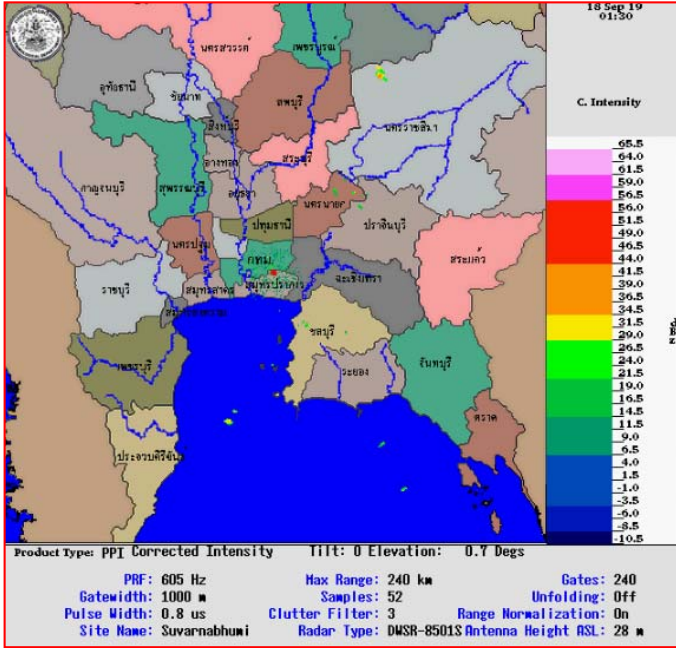 18 Sep 19
01:30
C. Intensity
65.5
64.0
61.5
59.0
56.5
56.0
51.5
49.0
46.5
44.0
41.5
39.0
36.5
34.5
31.5
29.0
26.5
24.0
21.5
19.0
16.5
14.5
11.5
9.0
6.5
4.0
1.5
-1.0
-3.5
-6.0
-8.5
-10.5
นครสวรรค์
เพชรบูรณ์
อุทัยธานี
ชัยนาท
ลพบุรี
สิงห์บุรี
นครราชสีมา
อ่างทอง
สระบุรี
กาญจนบุรี
สุพรรณบุรี
อยุธยา
นครนายก
ปราจีนบุรี
ปทุมธานี
นครปฐม
สระแก้ว
กทม.
ราชบุรี
สมุทรสาคร
สมุทรปราการ
ฉะเชิงเทรา
ชลบุรี
เพชรบุรี
ระยอง
จันทบุรี
ตราด
ประจวบคีรีขันธ์
Product Type: PPI Corrected Intensity Tilt: 0 Elevation: 0.7 Degs
PRF: 605 Hz Max Range: 240 km Gates: 240
Gatewidth: 1000 m Samples: 52 Unfolding: Off
Pulse Width: 0.8 us Clutter Filter: 3 Range Normalization: On
Site Name: Suvarnabhumi Radar Type: DWSR-8501S Antenna Height ASL: 28 m